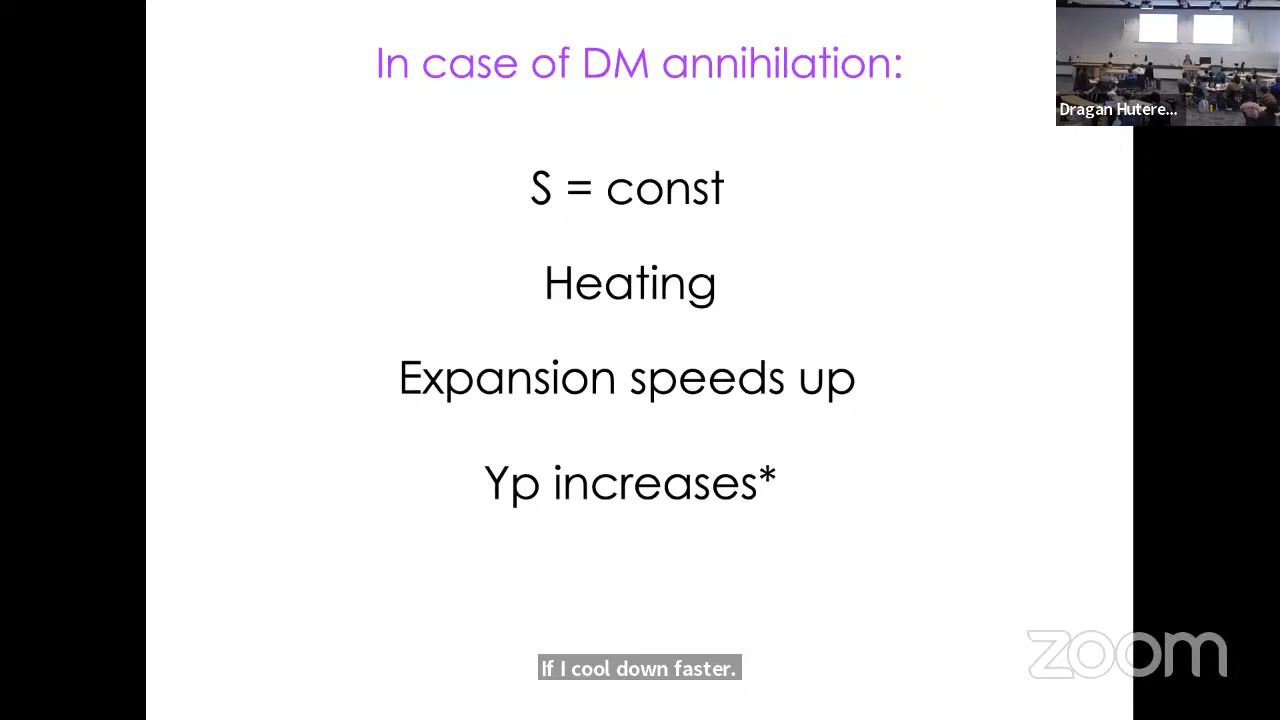 In case of DM annihilation:
Dragan Hutere...
S = const
Heating
Expansion speeds up
Yp increases*
zoom
If I cool down faster.